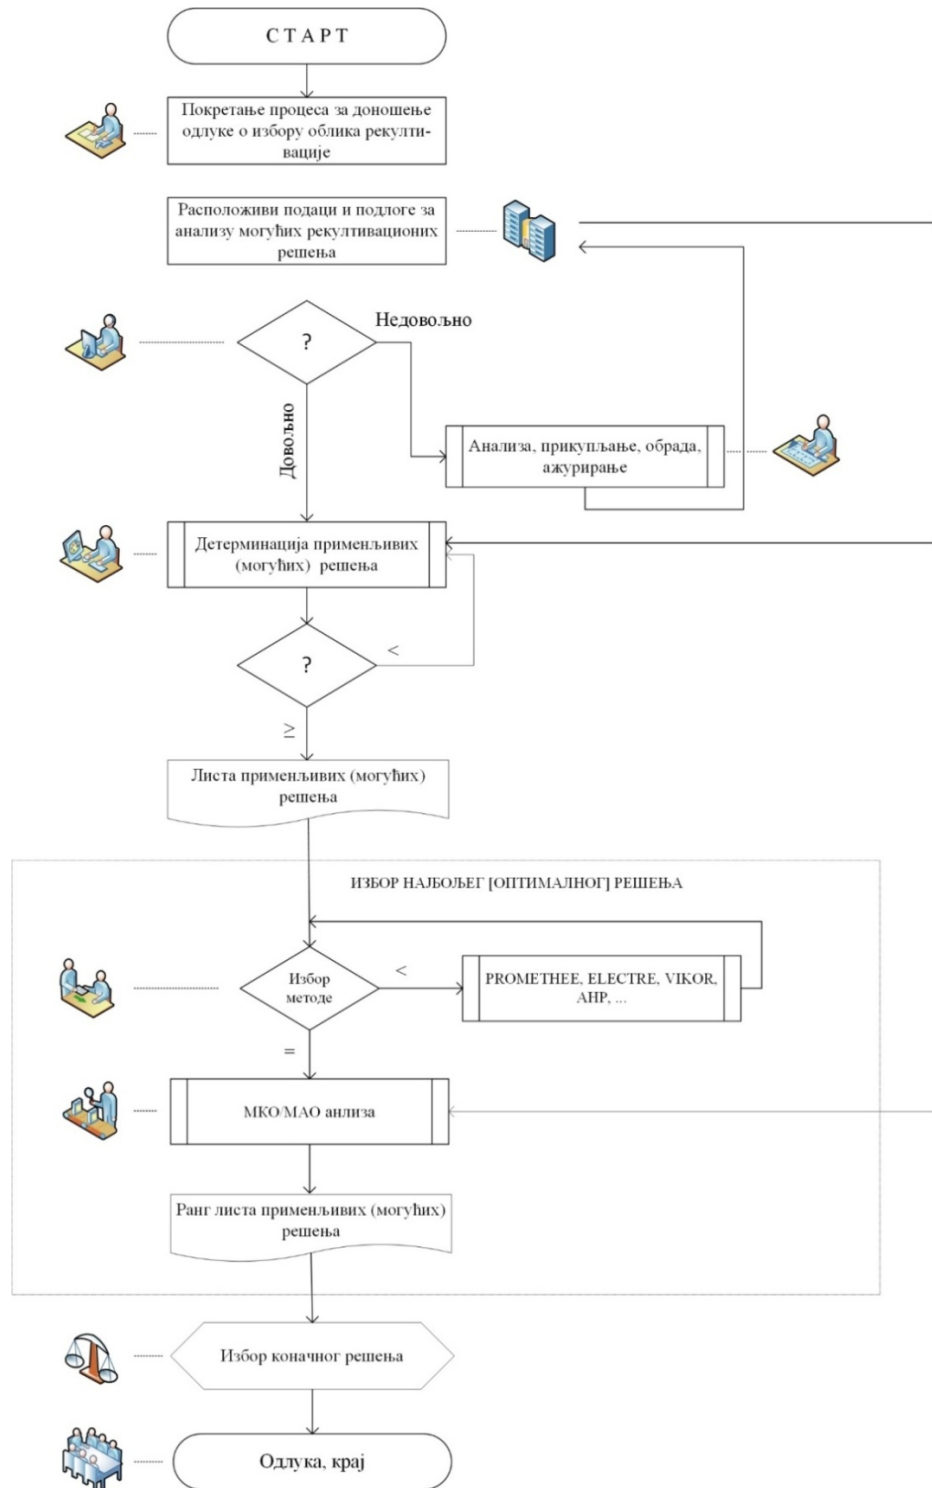 С Т А Р Т
Покретање процеса за доношење
одлуке о избору облика рекулти-
вације
Расположиви подаци и подлоге за
анализу могућих рекултивационих
решења
?
Недовољно
Довољно
Анализа, прикупљање, обрада,
ажурирање
Детерминација применљивих
(могућих) решења
?
<
≥
Листа применљивих (могућих)
решења
ИЗБОР НАЈБОЉЕГ [ОПТИМАЛНОГ] РЕШЕЊА
Избор
методе
<
PROMETHEE, ELECTRE, VIKOR,
AHP, ...
=
МКО/МАО анлиза
Ранг листа применљивих (могућих)
решења
Избор коначног решења
Одлука, крај